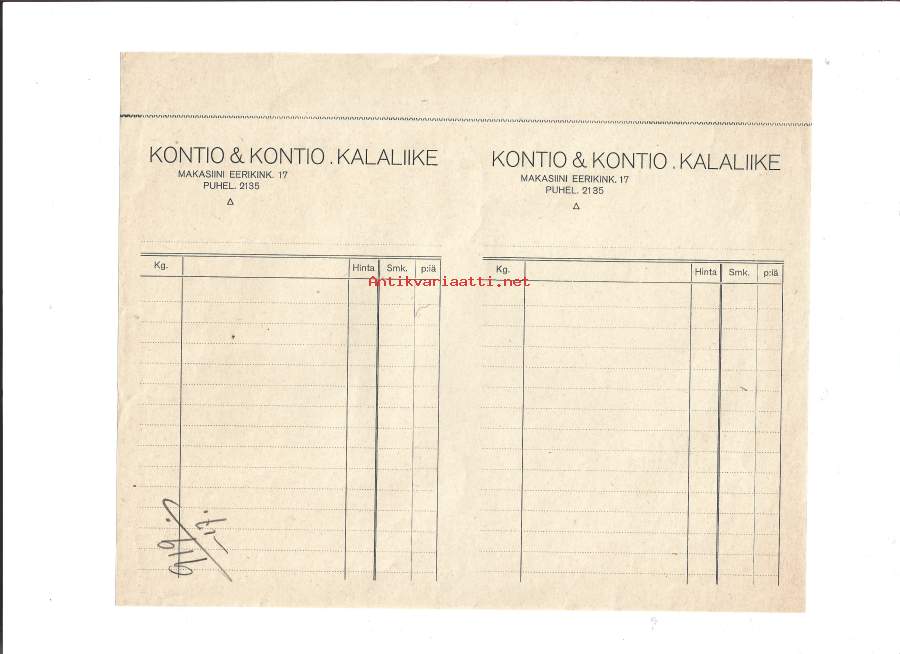 KONTIO & KONTIO . KALALIIKE
MAKASIINI EERIKINK. 17
PUHEL. 2135
Kg. Hinta Smk. p:iä
KONTIO & KONTIO . KALALIIKE
MAKASIINI EERIKINK. 17
PUHEL. 2135
Kg. Hinta Smk. p:iä
Antikvariaatti.net